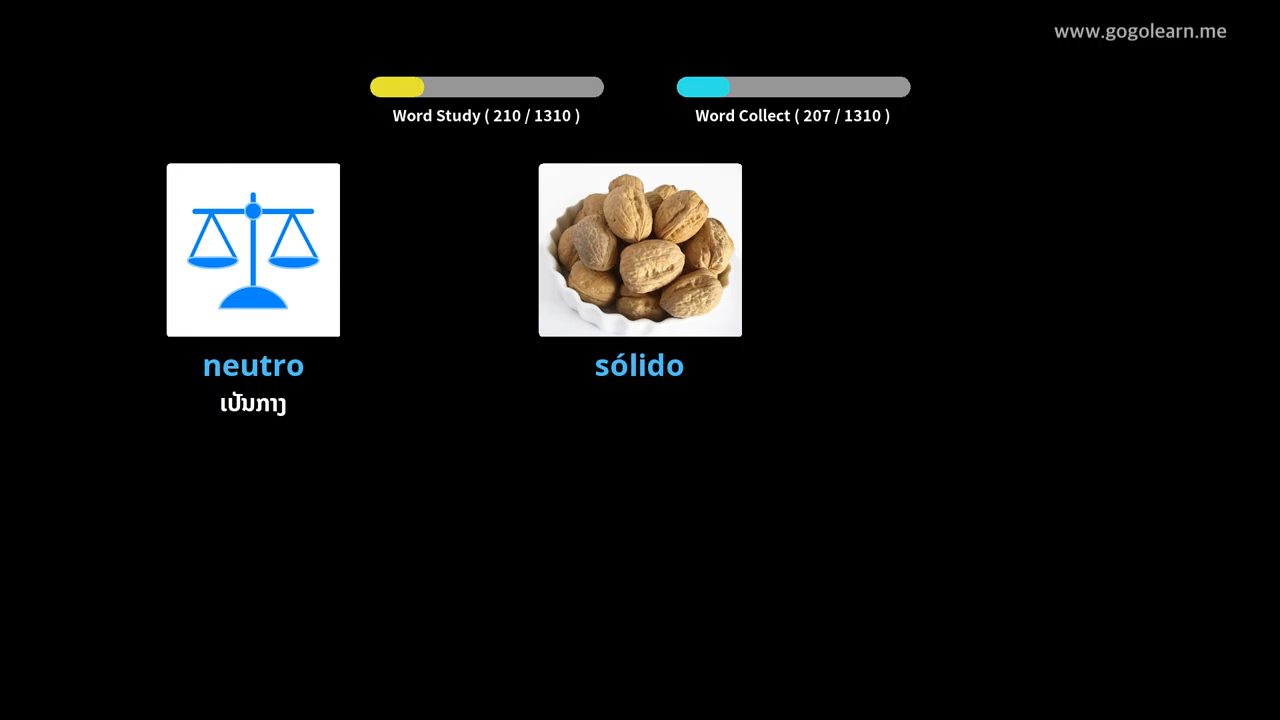 www.gogolearn.me
Word Study ( 210 / 1310 )
Word Collect ( 207 / 1310 )
neutro
ເປັນກາງ
sólido